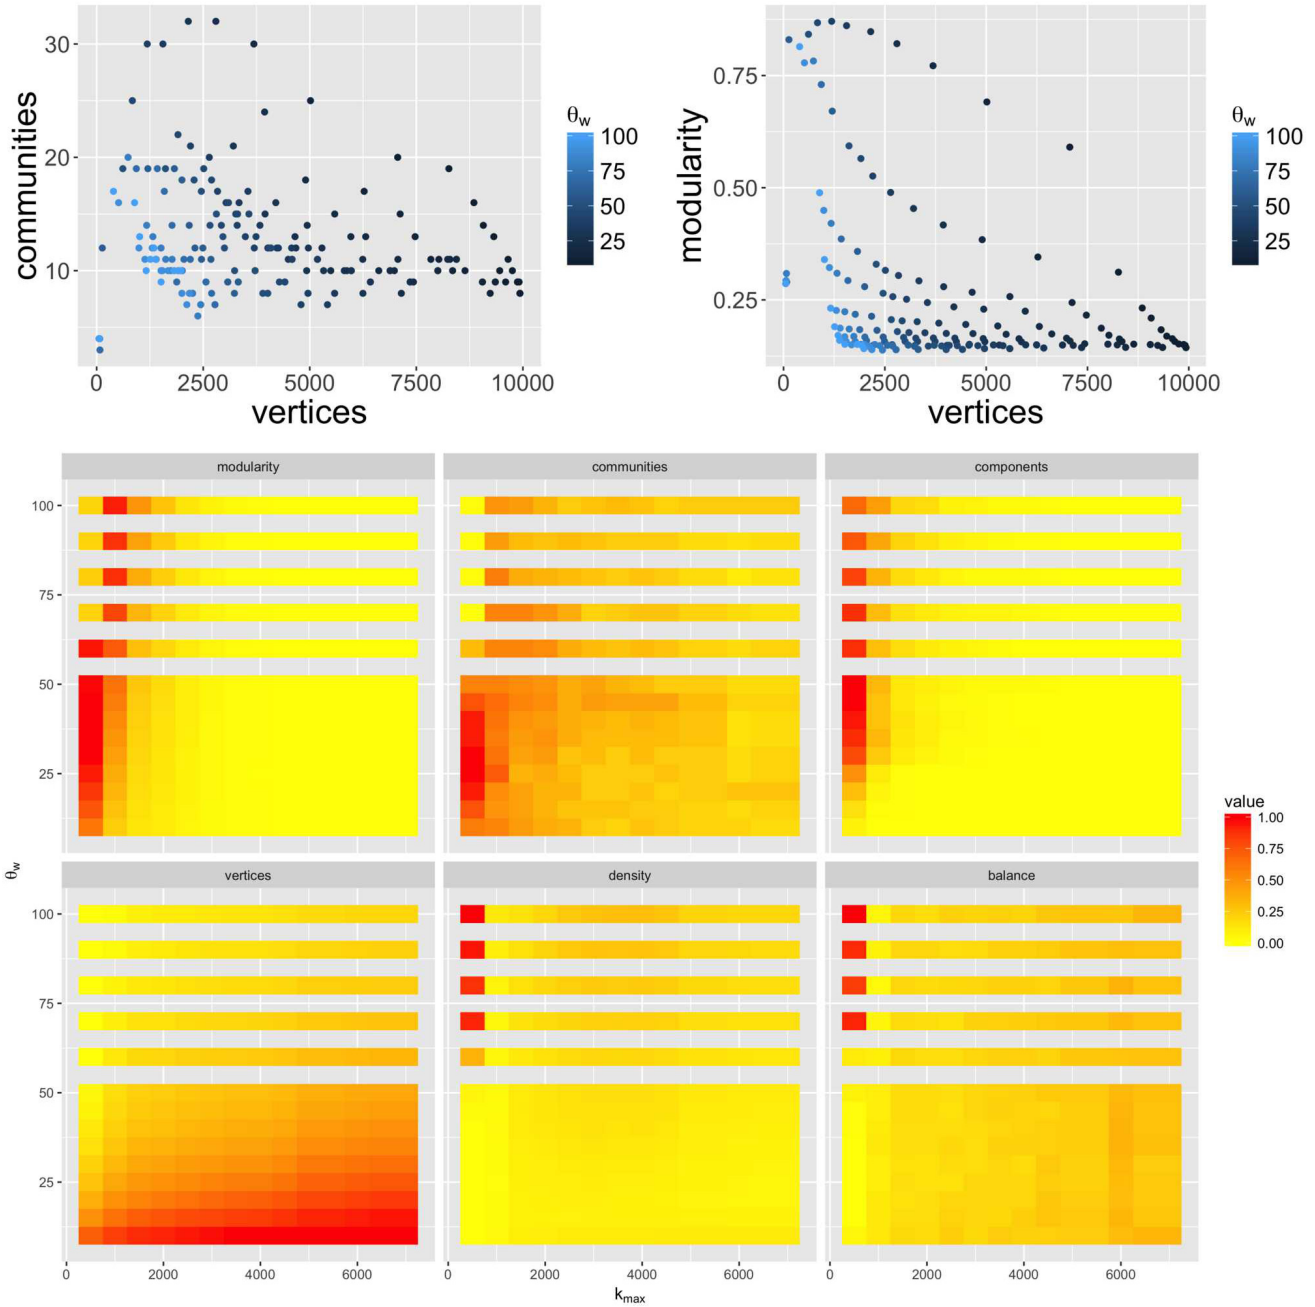 30
20
10
communities
0 2500 5000 7500 10000
vertices
θw
100
75
50
25
0.75
0.50
0.25
modularity
0 2500 5000 7500 10000
vertices
θw
100
75
50
25
modularity communities components
100
75
50
25
θw
vertices density balance
100
75
50
25
0 2000 4000 6000 0 2000 4000 6000 0 2000 4000 6000
kmax
value
1.00
0.75
0.50
0.25
0.00